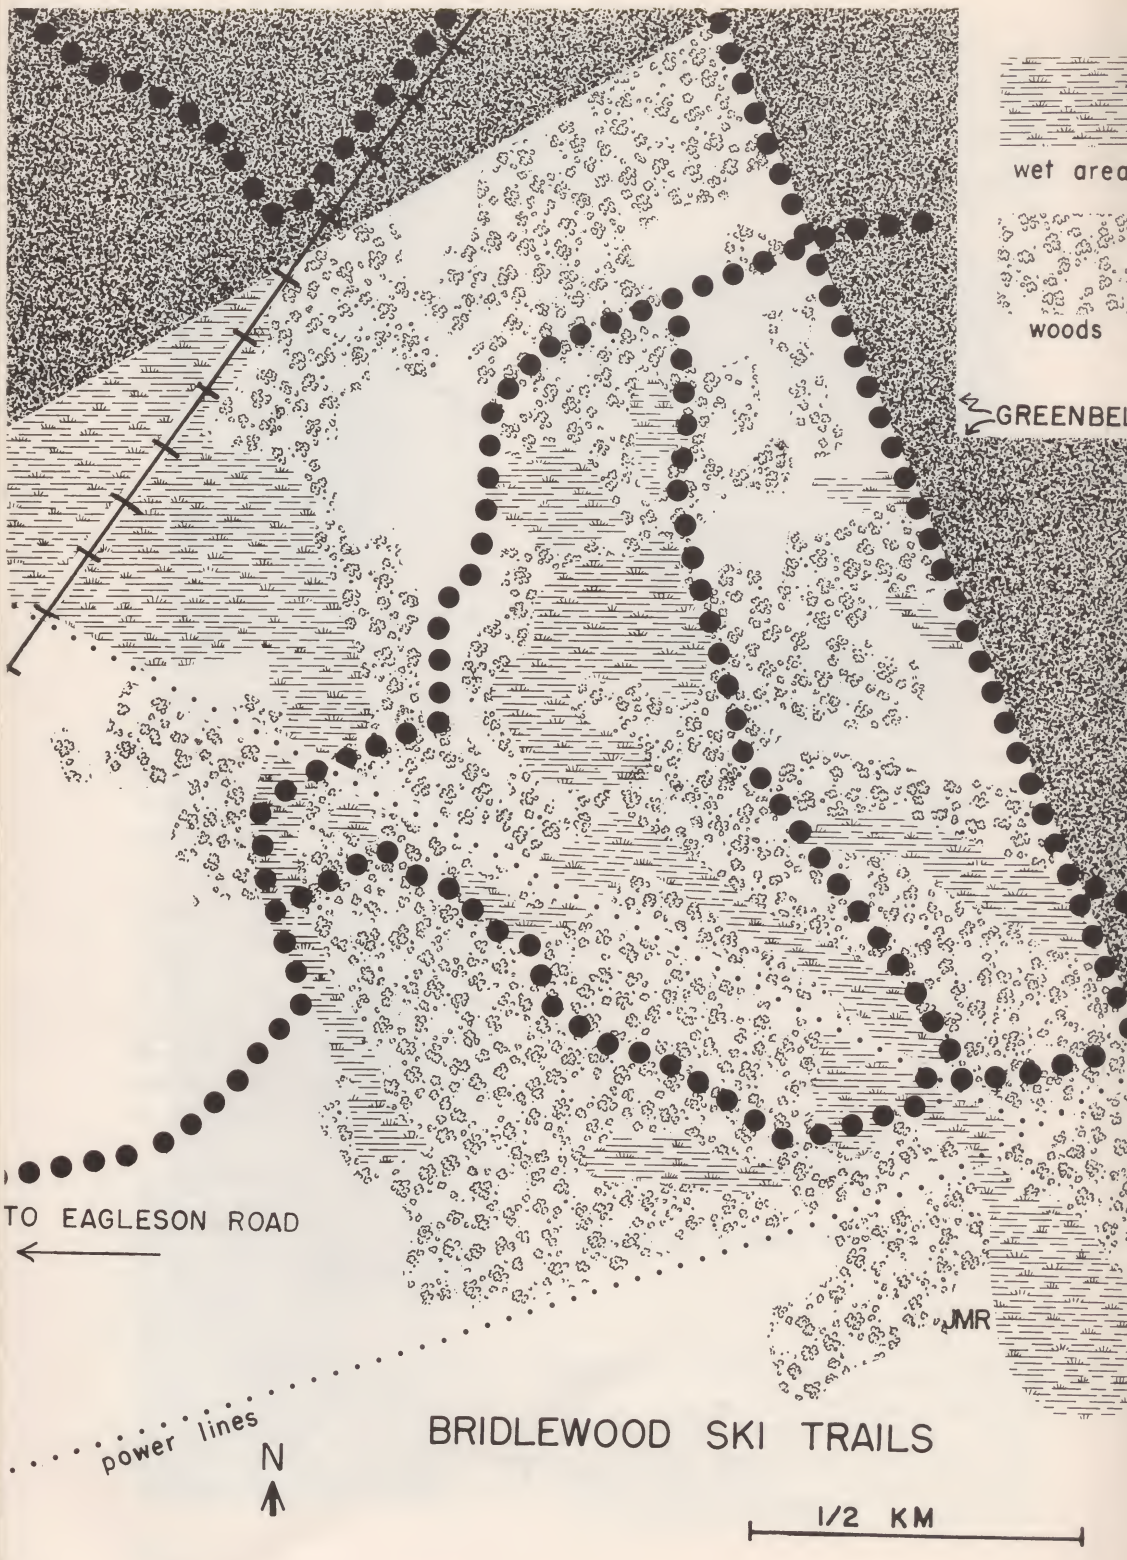 wet area
woods
GREENBEL
TO EAGLESON ROAD
JMR
power lines
N
BRIDLEWOOD SKI TRAILS
1/2 KM